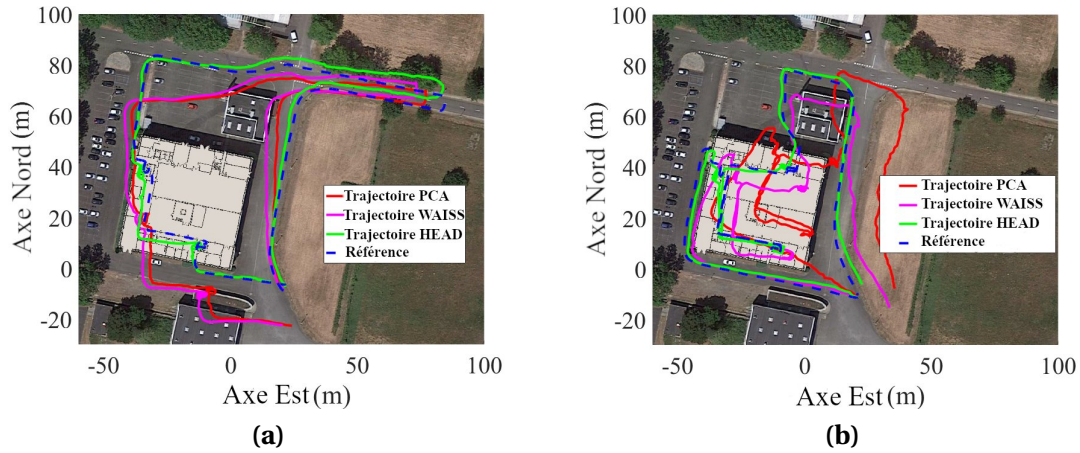 100
80
60
40
20
0
-20
Axe Nord (m)
-50
0
50
100
Axe Est (m)
Trajectoire PCA
Trajectoire WAISS
Trajectoire HEAD
Référence
(a)
100
80
60
40
20
0
-20
Axe Nord (m)
-50
0
50
100
Axe Est (m)
Trajectoire PCA
Trajectoire WAISS
Trajectoire HEAD
Référence
(b)